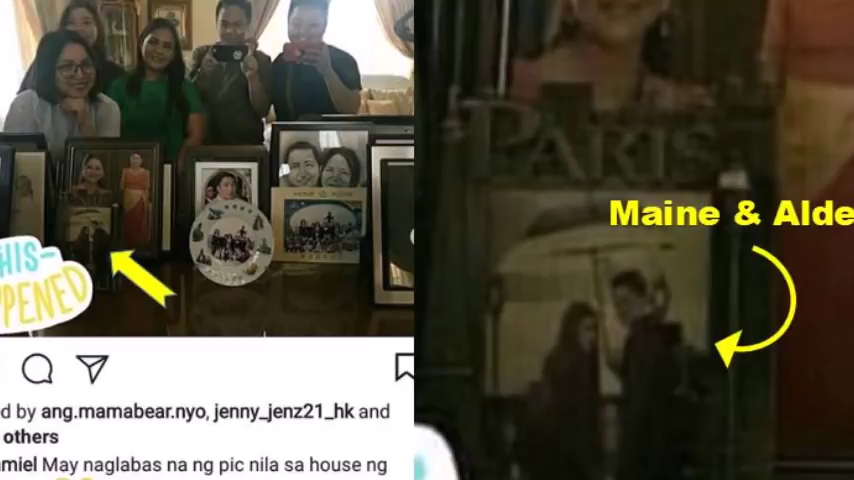 HIS-
PPENED
d by ang.mamabear.nyo, jenny_jenz21_hk and
others
miel May naglabas na ng pic nila sa house ng
PARIS
Maine & Alde